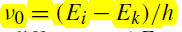 ν₀ = (Eᵢ − Eₖ)/h